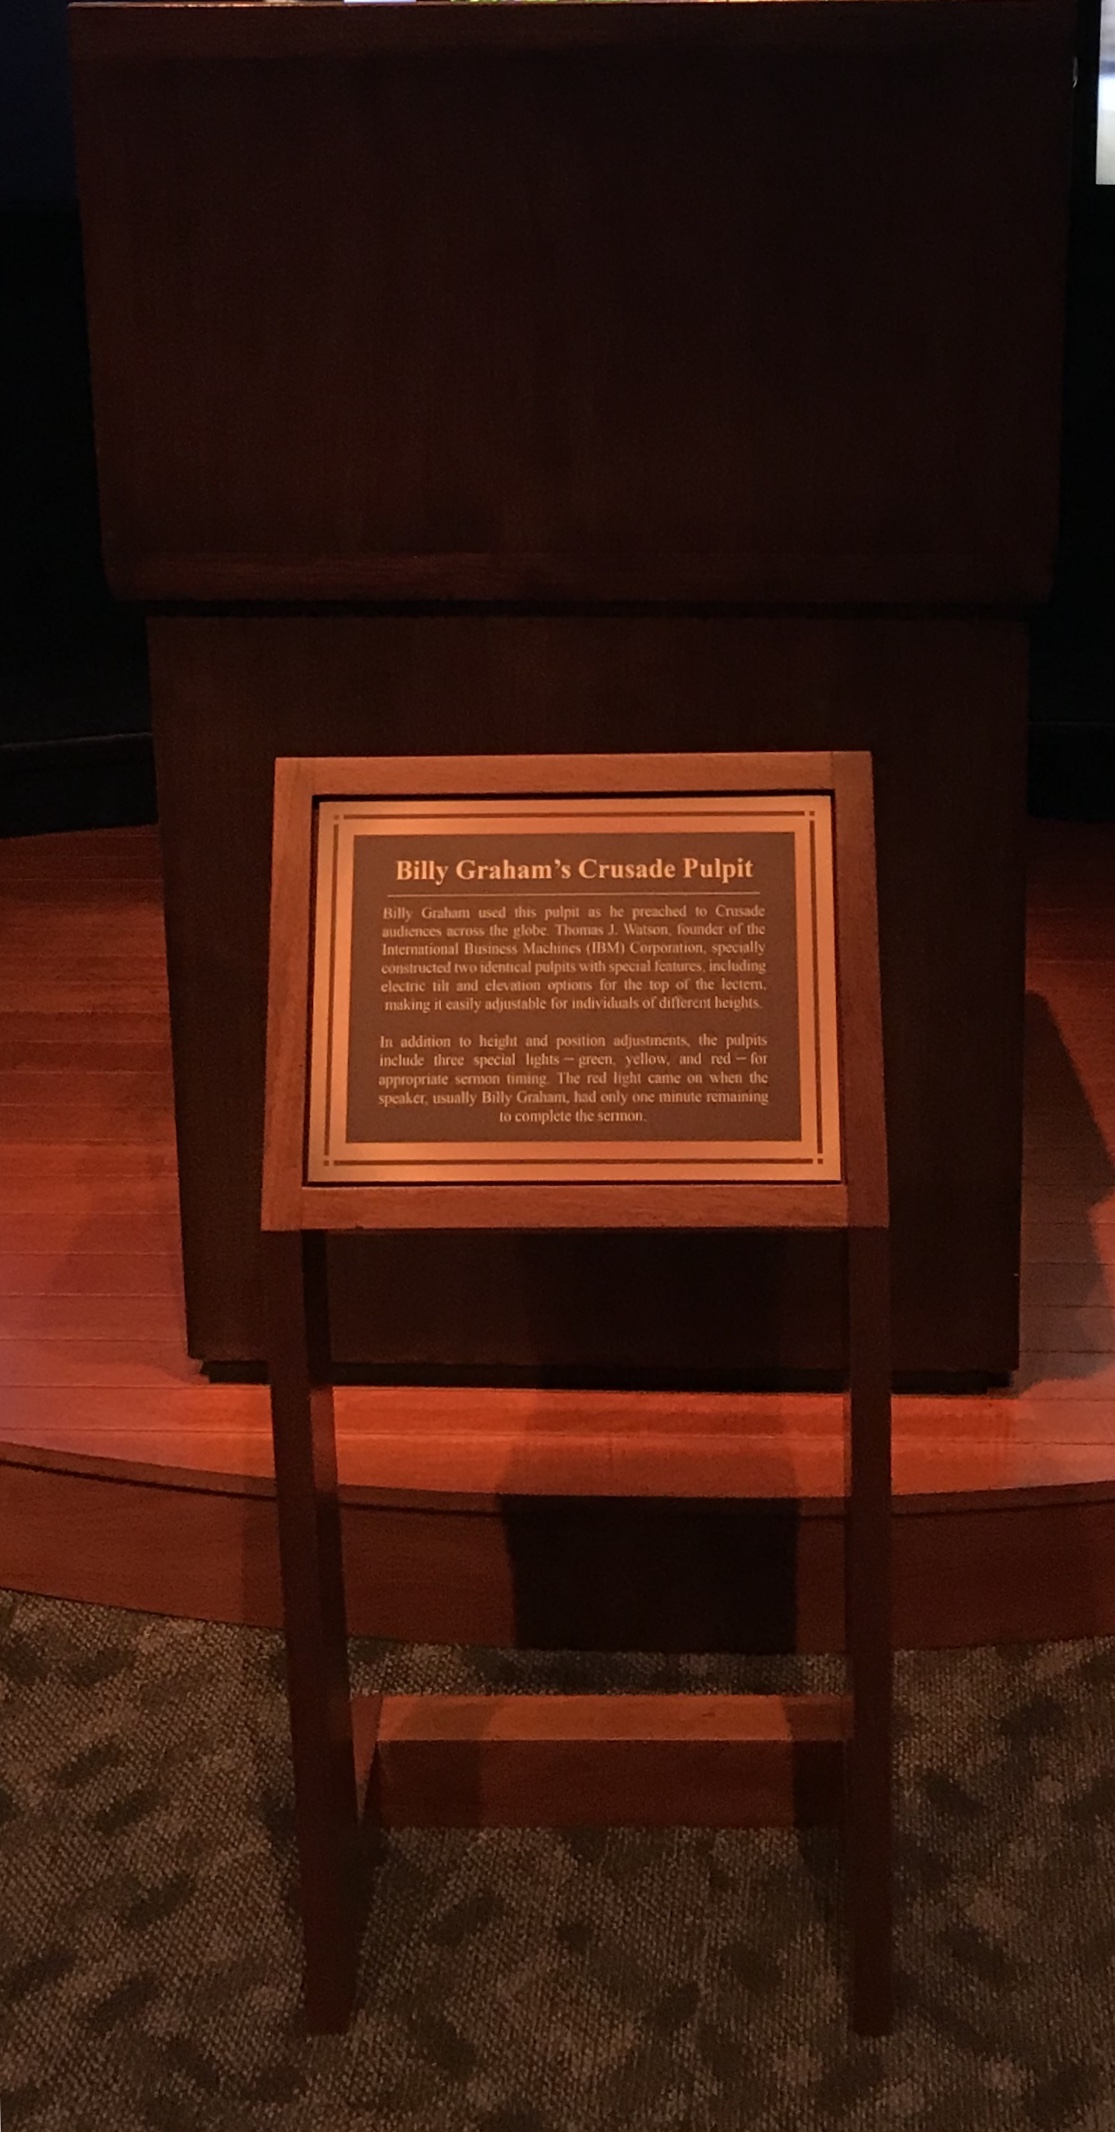 Billy Graham's Crusade Pulpit
Billy Graham used this pulpit as he preached to Crusade
audiences across the globe. Thomas J. Watson, founder of the
International Business Machines (IBM) Corporation, specially
constructed two identical pulpits with special features, including
electric tilt and elevation options for the top of the lectern,
making it easily adjustable for individuals of different heights.
In addition to height and position adjustments, the pulpits
include three special lights – green, yellow, and red – for
appropriate sermon timing. The red light came on when the
speaker, usually Billy Graham, had only one minute remaining
to complete the sermon.